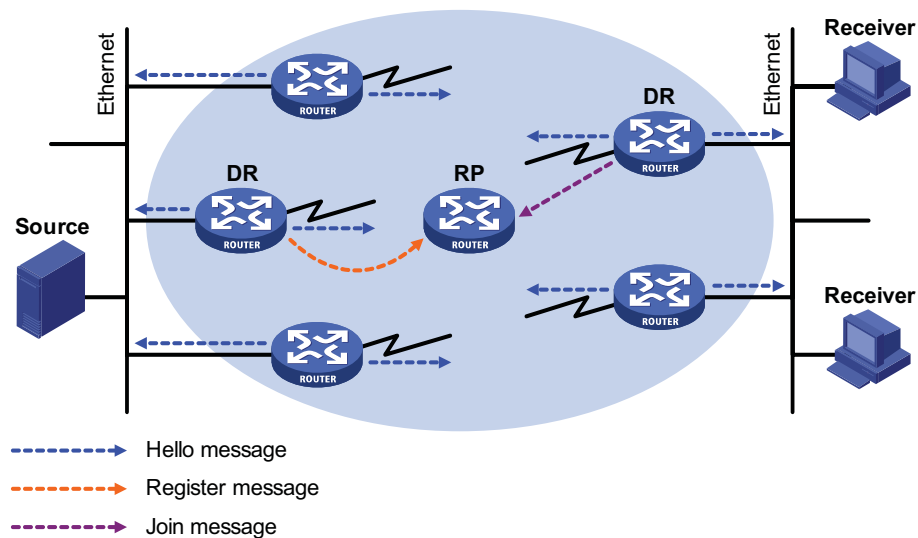 Ethernet
Ethernet
Receiver
ROUTER
DR
ROUTER
DR
ROUTER
RP
ROUTER
Source
ROUTER
ROUTER
Receiver
Hello message
Register message
Join message